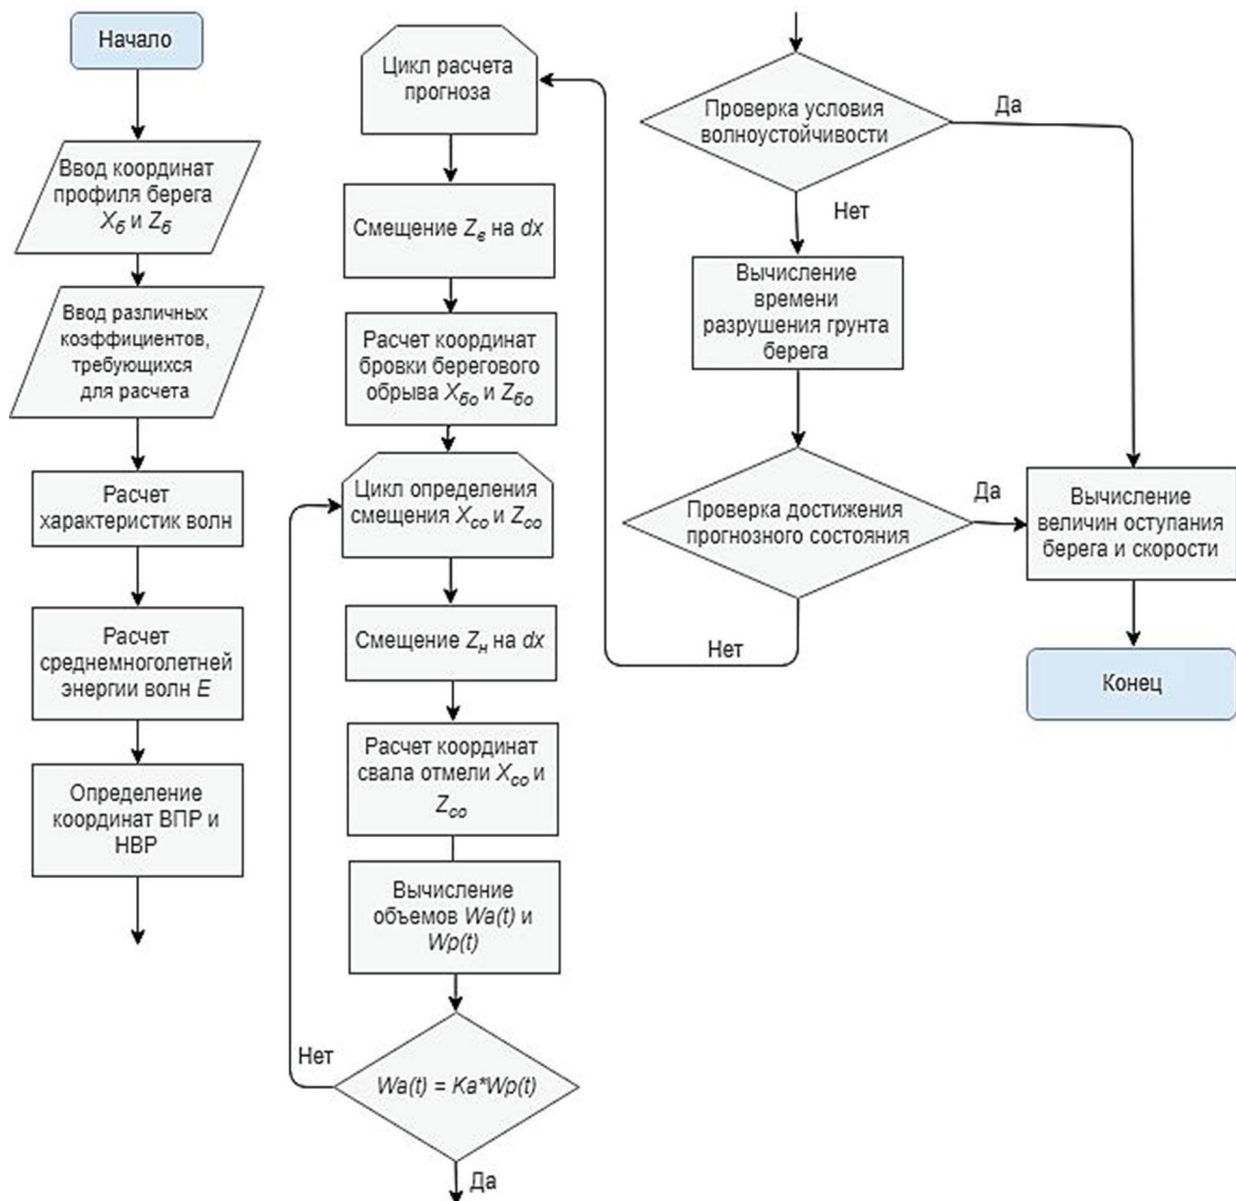 Начало
Ввод координат
профиля берега
Xб и Zб
Ввод различных
коэффициентов,
требующихся
для расчета
Расчет
характеристик волн
Расчет
среднемноголетней
энергии волн E
Определение
координат ВПР и
НВР
Цикл расчета
прогноза
Смещение Zв на dx
Расчет координат
бровки берегового
обрыва Xбо и Zбо
Цикл определения
смещения Xсо и Zсо
Смещение Zн на dx
Расчет координат
свала отмели Xсо и
Zсо
Вычисление
объемов Wa(t) и
Wp(t)
Нет
Wa(t) = Ka*Wp(t)
Да
Проверка условия
волноустойчивости
Да
Нет
Вычисление
времени
разрушения грунта
берега
Проверка достижения
прогнозного состояния
Да
Нет
Вычисление
величин оступания
берега и скорости
Конец